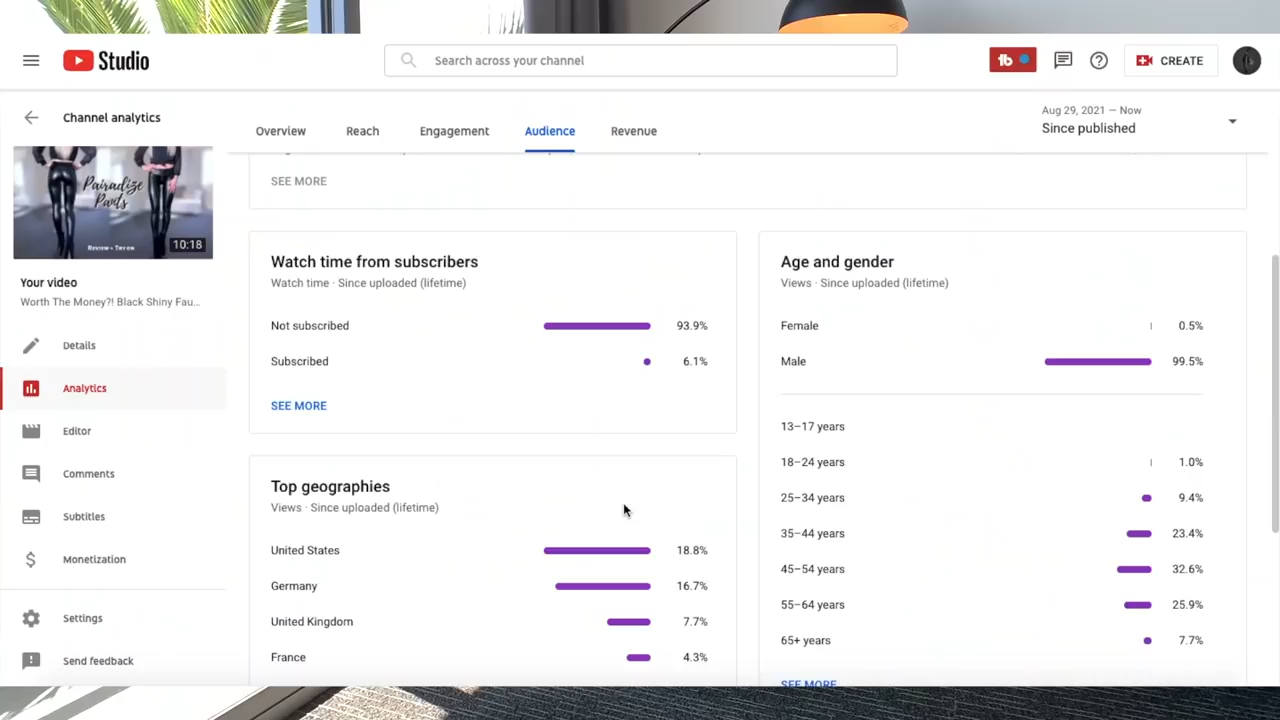 Studio
Search across your channel
CREATE
Channel analytics
Overview
Reach
Engagement
Audience
Revenue
Aug 29, 2021 — Now
Since published
SEE MORE
Pairadize
Pants
Review + Try on
10:18
Your video
Worth The Money?! Black Shiny Fau...
Details
Analytics
Editor
Comments
Subtitles
Monetization
Settings
Send feedback
Watch time from subscribers
Watch time · Since uploaded (lifetime)
Not subscribed 93.9%
Subscribed 6.1%
SEE MORE
Top geographies
Views · Since uploaded (lifetime)
United States 18.8%
Germany 16.7%
United Kingdom 7.7%
France 4.3%
Age and gender
Views · Since uploaded (lifetime)
Female 0.5%
Male 99.5%
13–17 years
18–24 years 1.0%
25–34 years 9.4%
35–44 years 23.4%
45–54 years 32.6%
55–64 years 25.9%
65+ years 7.7%
SEE MORE